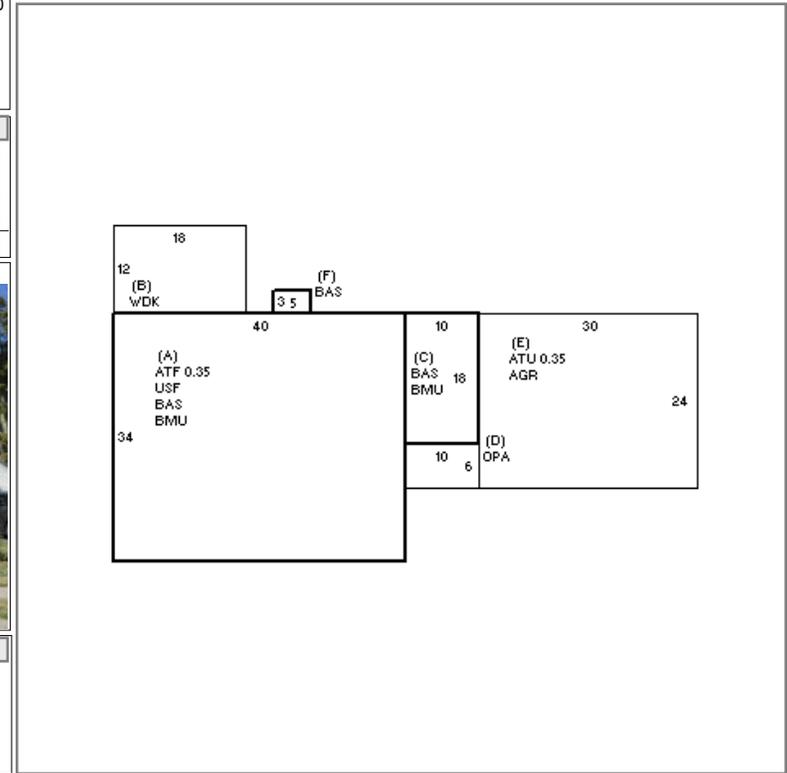 18
12
(B)
WDK
(F)
BAS
3 5
40
10
30
(A)
ATF 0.35
USF
BAS
BMU
34
(C)
BAS
BMU
18
(E)
ATU 0.35
AGR
24
(D)
OPA
10
6